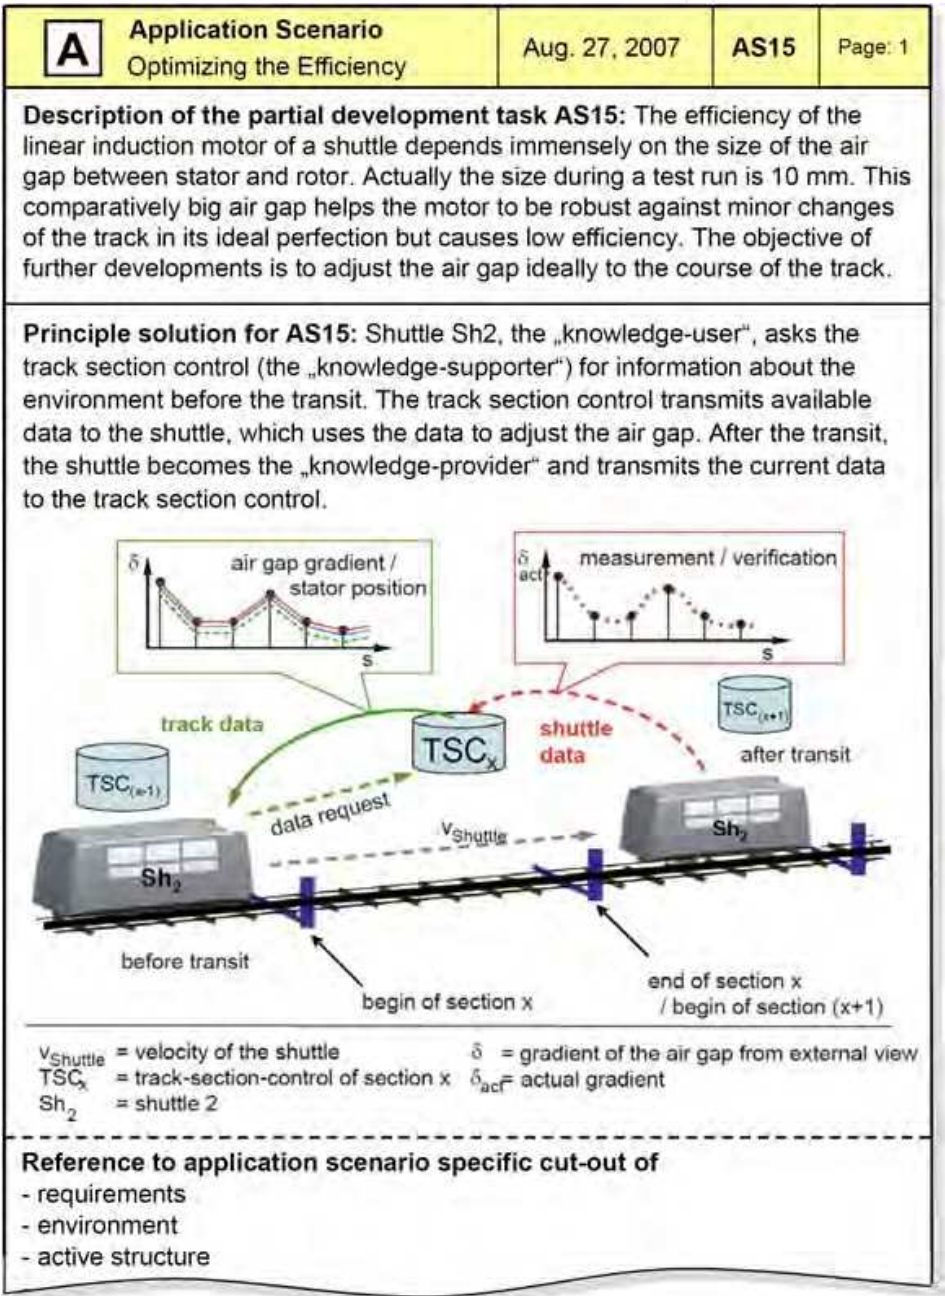 A
Application Scenario
Optimizing the Efficiency
Aug. 27, 2007
AS15
Page: 1
Description of the partial development task AS15: The efficiency of the
linear induction motor of a shuttle depends immensely on the size of the air
gap between stator and rotor. Actually the size during a test run is 10 mm. This
comparatively big air gap helps the motor to be robust against minor changes
of the track in its ideal perfection but causes low efficiency. The objective of
further developments is to adjust the air gap ideally to the course of the track.
Principle solution for AS15: Shuttle Sh2, the „knowledge-user“, asks the
track section control (the „knowledge-supporter“) for information about the
environment before the transit. The track section control transmits available
data to the shuttle, which uses the data to adjust the air gap. After the transit,
the shuttle becomes the „knowledge-provider“ and transmits the current data
to the track section control.
δ
air gap gradient /
stator position
s
δact
measurement / verification
s
track data
TSCx
shuttle
data
TSC(x+1)
after transit
TSC(x-1)
data request
vShuttle
Sh2
Sh2
before transit
begin of section x
end of section x
/ begin of section (x+1)
vShuttle = velocity of the shuttle
δ = gradient of the air gap from external view
TSCx = track-section-control of section x
δact= actual gradient
Sh2 = shuttle 2
Reference to application scenario specific cut-out of
- requirements
- environment
- active structure